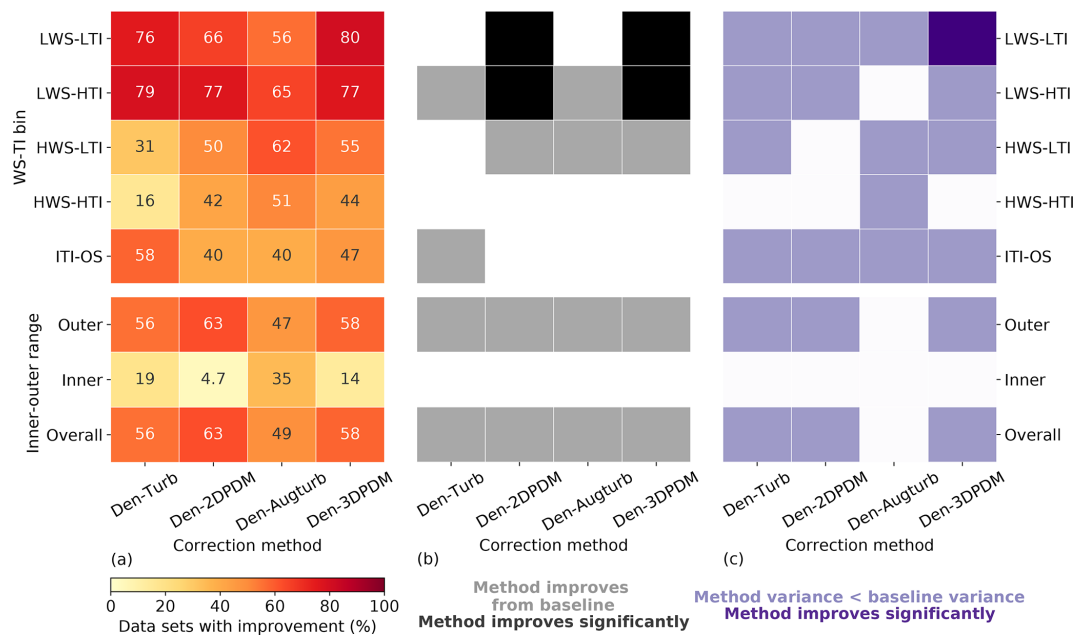 WS-TI bin
LWS-LTI 76 66 56 80 LWS-LTI
LWS-HTI 79 77 65 77 LWS-HTI
HWS-LTI 31 50 62 55 HWS-LTI
HWS-HTI 16 42 51 44 HWS-HTI
ITI-OS 58 40 40 47 ITI-OS
Inner-outer range
Outer 56 63 47 58 Outer
Inner 19 4.7 35 14 Inner
Overall 56 63 49 58 Overall
Den-Turb Den-2DPDM Den-Augturb Den-3DPDM
Den-Turb Den-2DPDM Den-Augturb Den-3DPDM
Den-Turb Den-2DPDM Den-Augturb Den-3DPDM
Correction method Correction method Correction method
(a) (b) (c)
0 20 40 60 80 100
Data sets with improvement (%)
Method improves
from baseline
Method improves significantly
Method variance < baseline variance
Method improves significantly